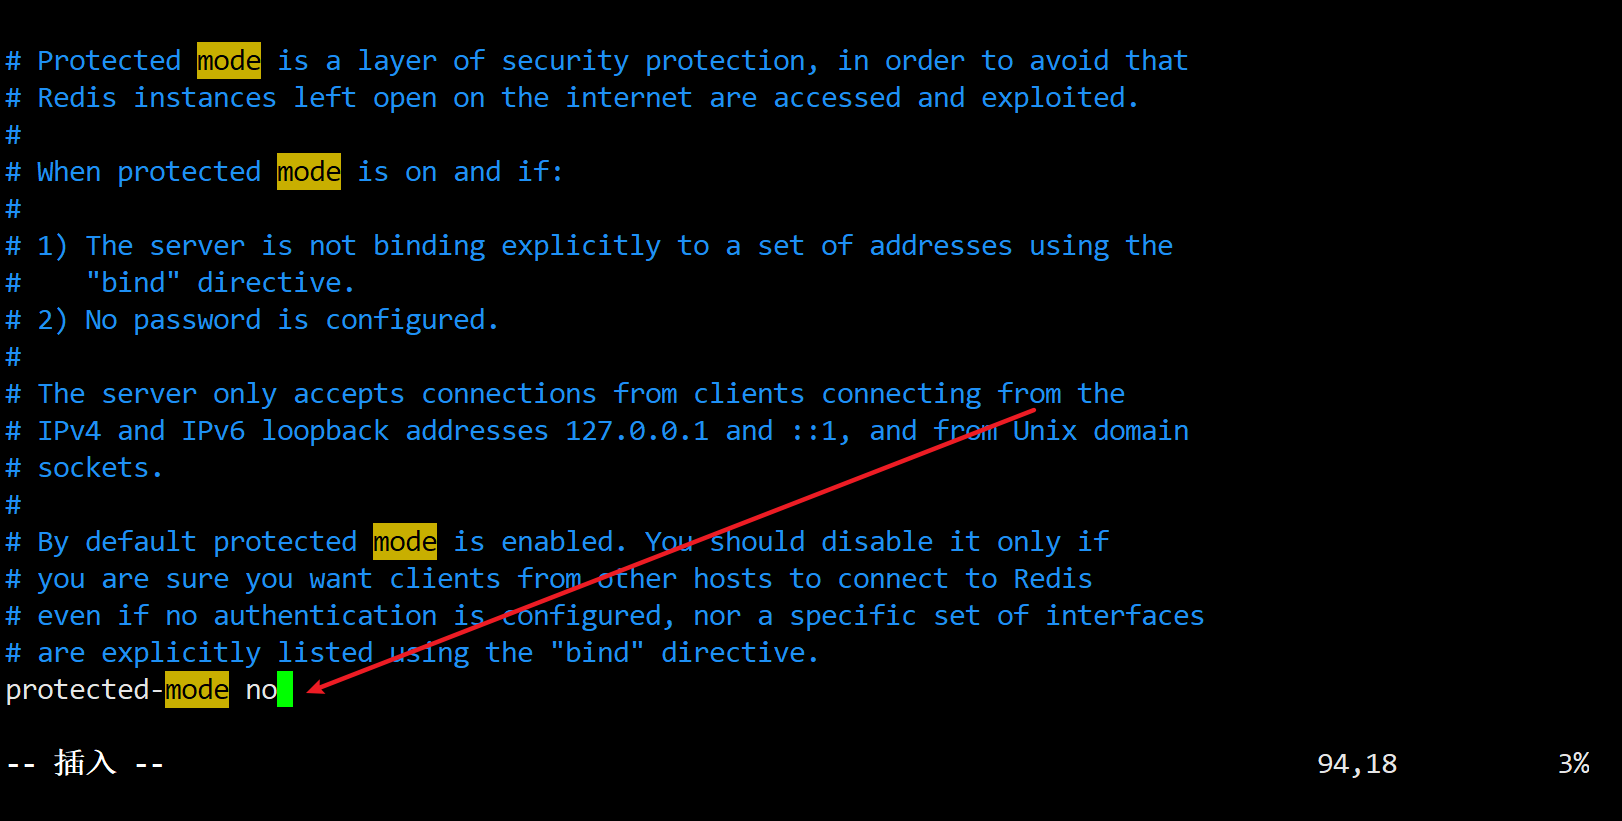 # Protected mode is a layer of security protection, in order to avoid that
# Redis instances left open on the internet are accessed and exploited.
#
# When protected mode is on and if:
#
# 1) The server is not binding explicitly to a set of addresses using the
#    "bind" directive.
# 2) No password is configured.
#
# The server only accepts connections from clients connecting from the
# IPv4 and IPv6 loopback addresses 127.0.0.1 and ::1, and from Unix domain
# sockets.
#
# By default protected mode is enabled. You should disable it only if
# you are sure you want clients from other hosts to connect to Redis
# even if no authentication is configured, nor a specific set of interfaces
# are explicitly listed using the "bind" directive.
protected-mode no
-- 插入 -- 94,18 3%